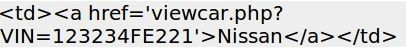 <td><a href='viewcar.php?
VIN=123234FE221'>Nissan</a></td>